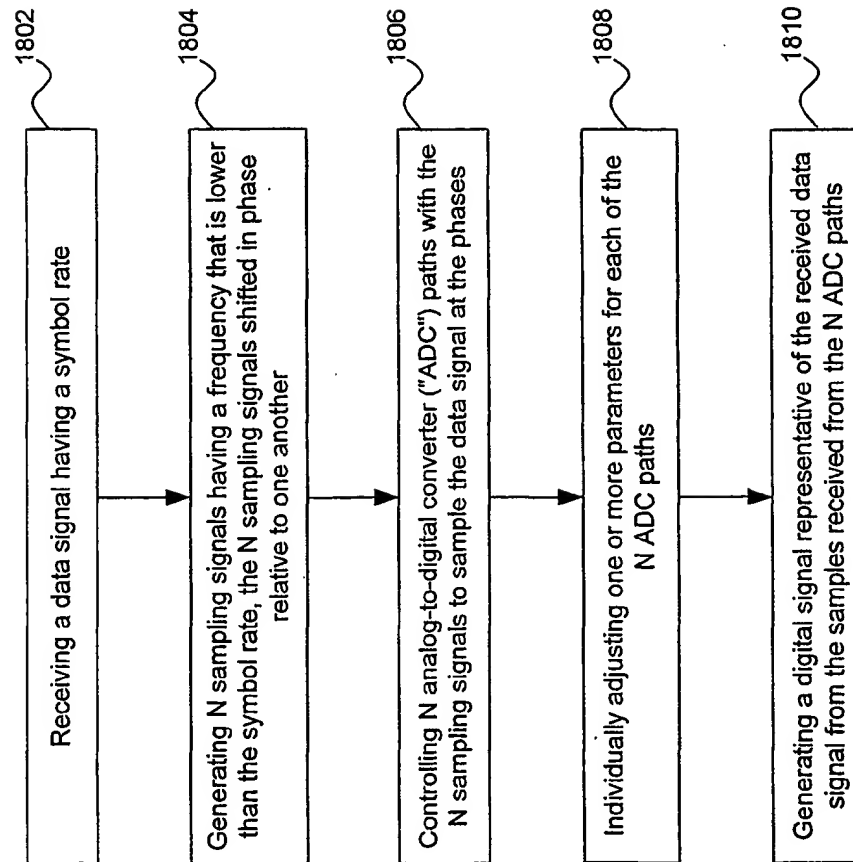 1802
Receiving a data signal having a symbol rate
1804
Generating N sampling signals having a frequency that is lower
than the symbol rate, the N sampling signals shifted in phase
relative to one another
1806
Controlling N analog-to-digital converter ("ADC") paths with the
N sampling signals to sample the data signal at the phases
1808
Individually adjusting one or more parameters for each of the
N ADC paths
1810
Generating a digital signal representative of the received data
signal from the samples received from the N ADC paths